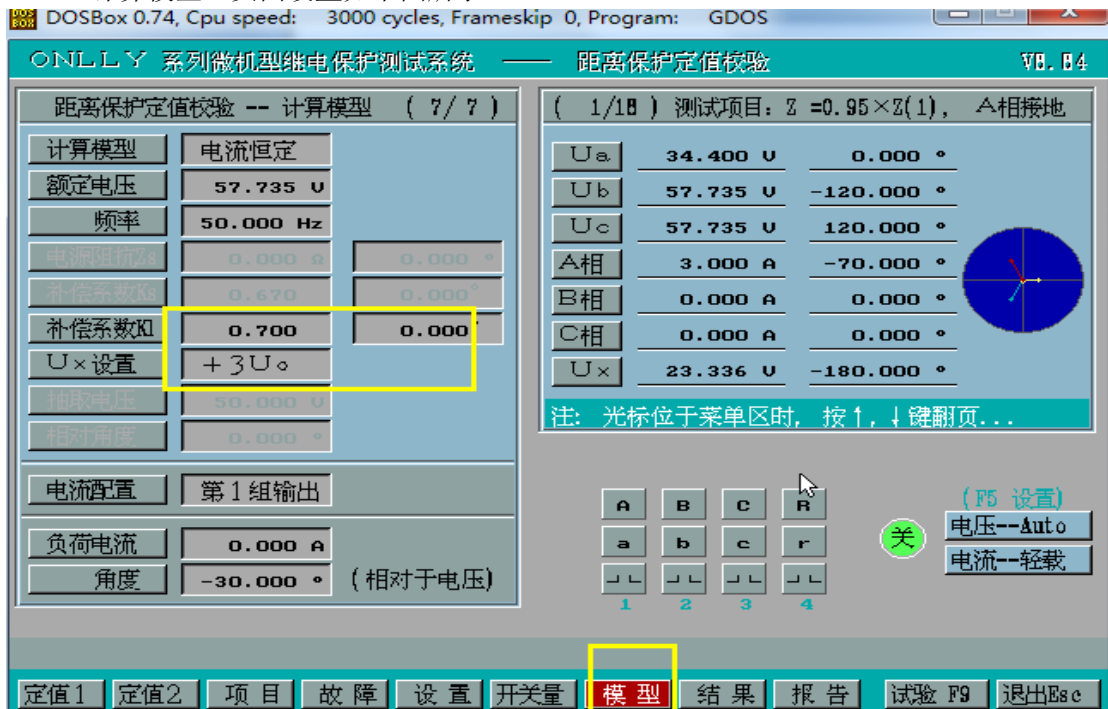 DOSBox 0.74, Cpu speed: 3000 cycles, Frameskip 0, Program: GDOS
ONLLY 系列微机型继电保护测试系统 —— 距离保护定值校验 V8.04
距离保护定值校验 -- 计算模型 ( 7/ 7 )
计算模型 电流恒定
额定电压 57.735 V
频率 50.000 Hz
电源阻抗Zs 0.000 Ω 0.000 °
补偿系数Ks 0.670 0.000°
补偿系数Kl 0.700 0.000°
U×设置 +3U。
抽取电压 50.000 V
相对角度 0.000 °
电流配置 第1组输出
负荷电流 0.000 A
角度 -30.000 ° (相对于电压)
( 1/18 ) 测试项目: Z =0.95×Z(1), A相接地
Ua 34.400 V 0.000 °
Ub 57.735 V -120.000 °
Uc 57.735 V 120.000 °
A相 3.000 A -70.000 °
B相 0.000 A 0.000 °
C相 0.000 A 0.000 °
U× 23.336 V -180.000 °
注: 光标位于菜单区时, 按↑,↓键翻页...
A B C R
a b c r
1 2 3 4
关
(F5 设置)
电压--Auto
电流--轻载
定值1 定值2 项目 故障 设置 开关量 模型 结果 报告 试验 F9 退出Esc